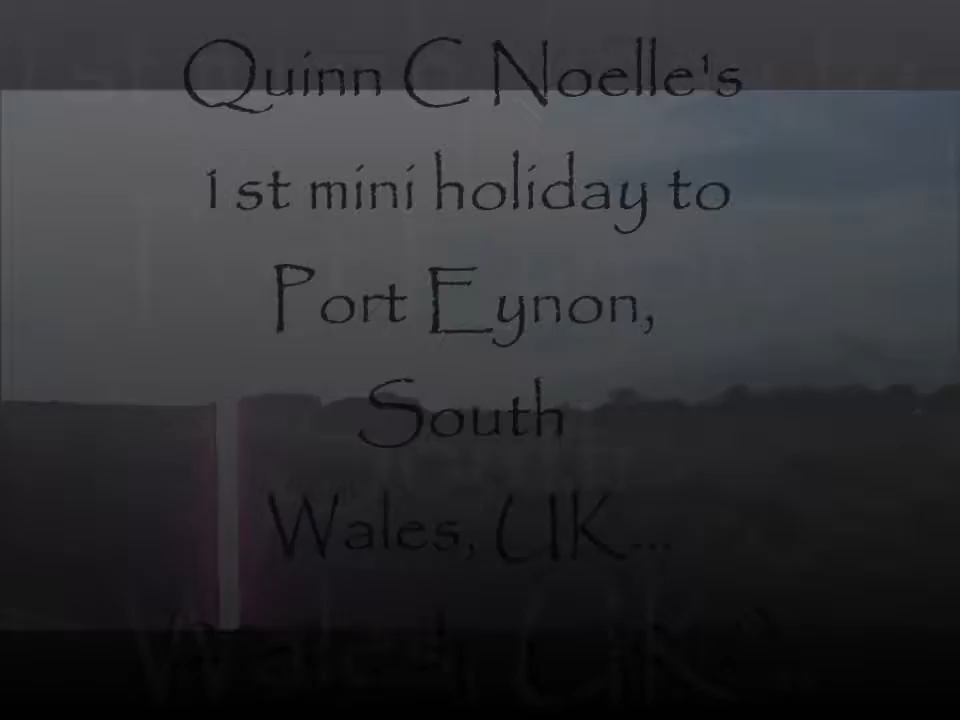 Quinn C Noelle's
1st mini holiday to
Port Eynon,
South
Wales, UK...